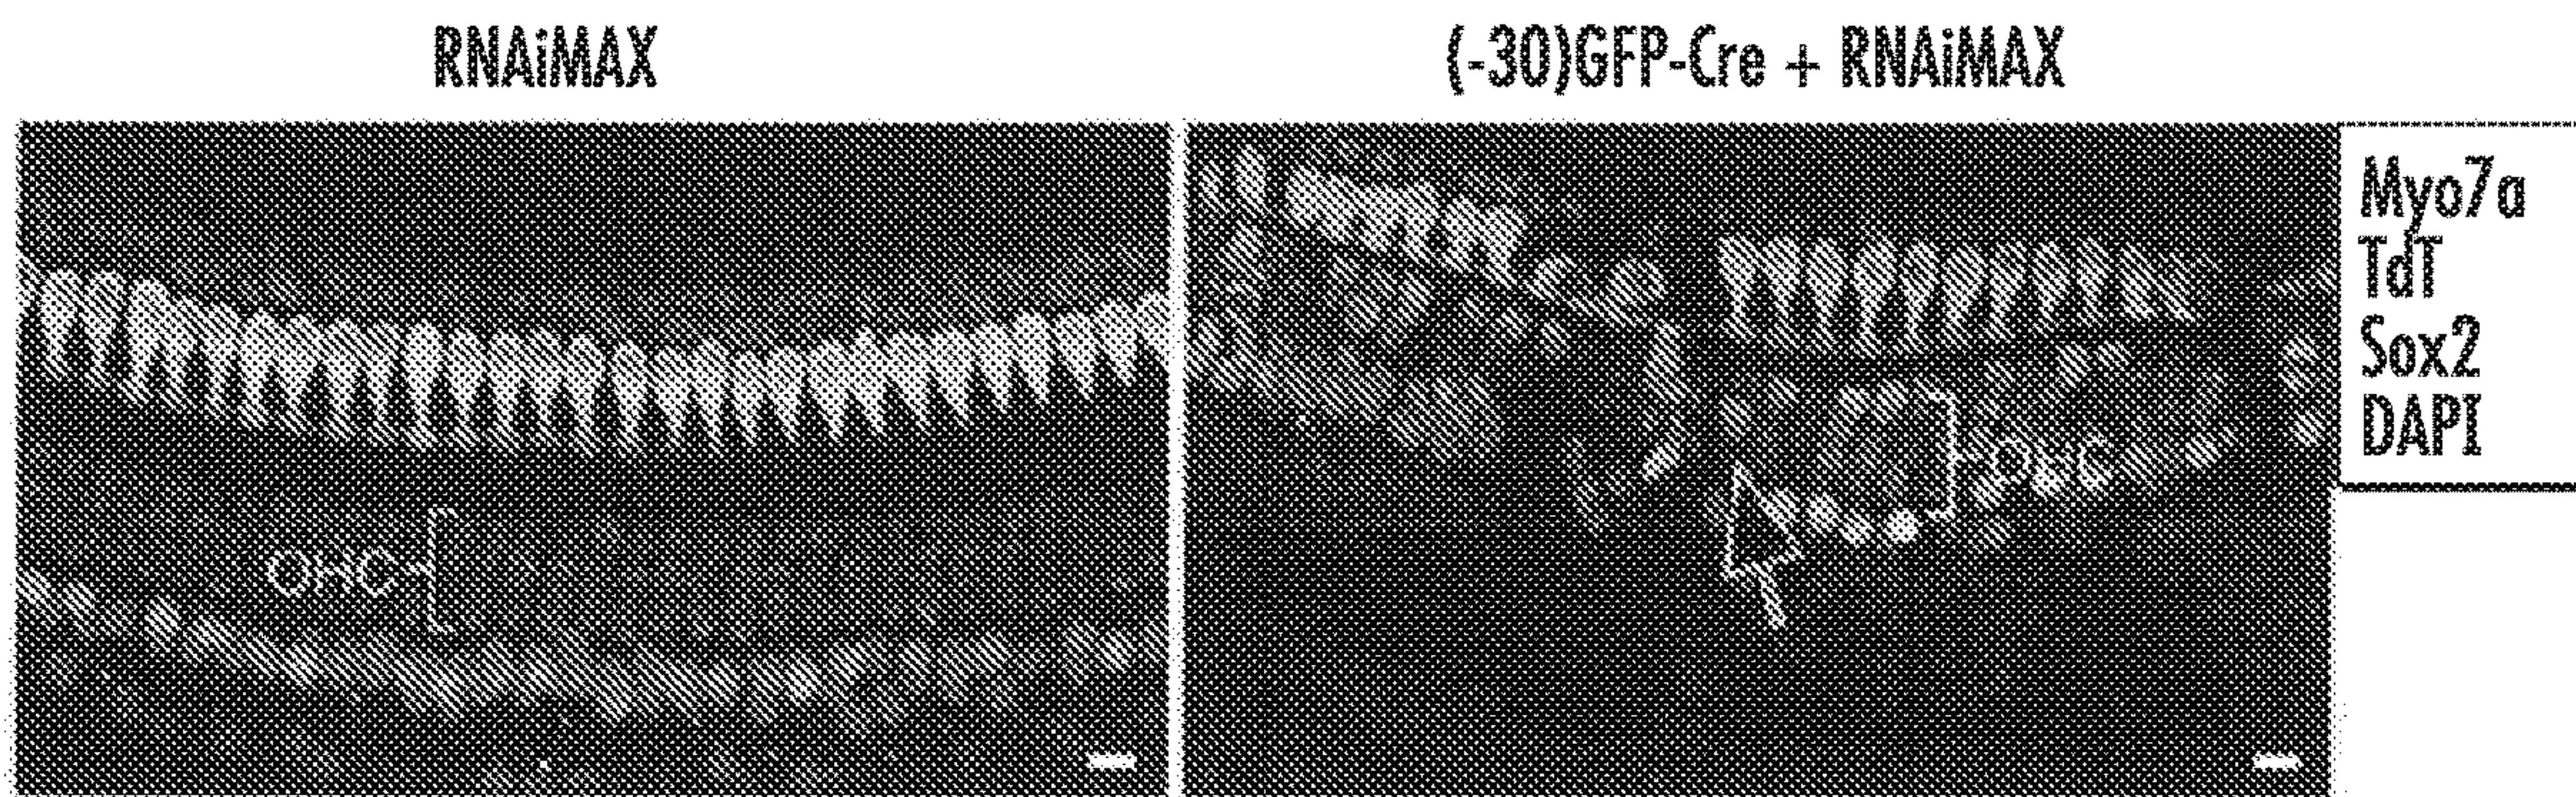 RNAiMAX
(-30)GFP-Cre + RNAiMAX
Myo7a
TdT
Sox2
DAPI
OHC
OHC